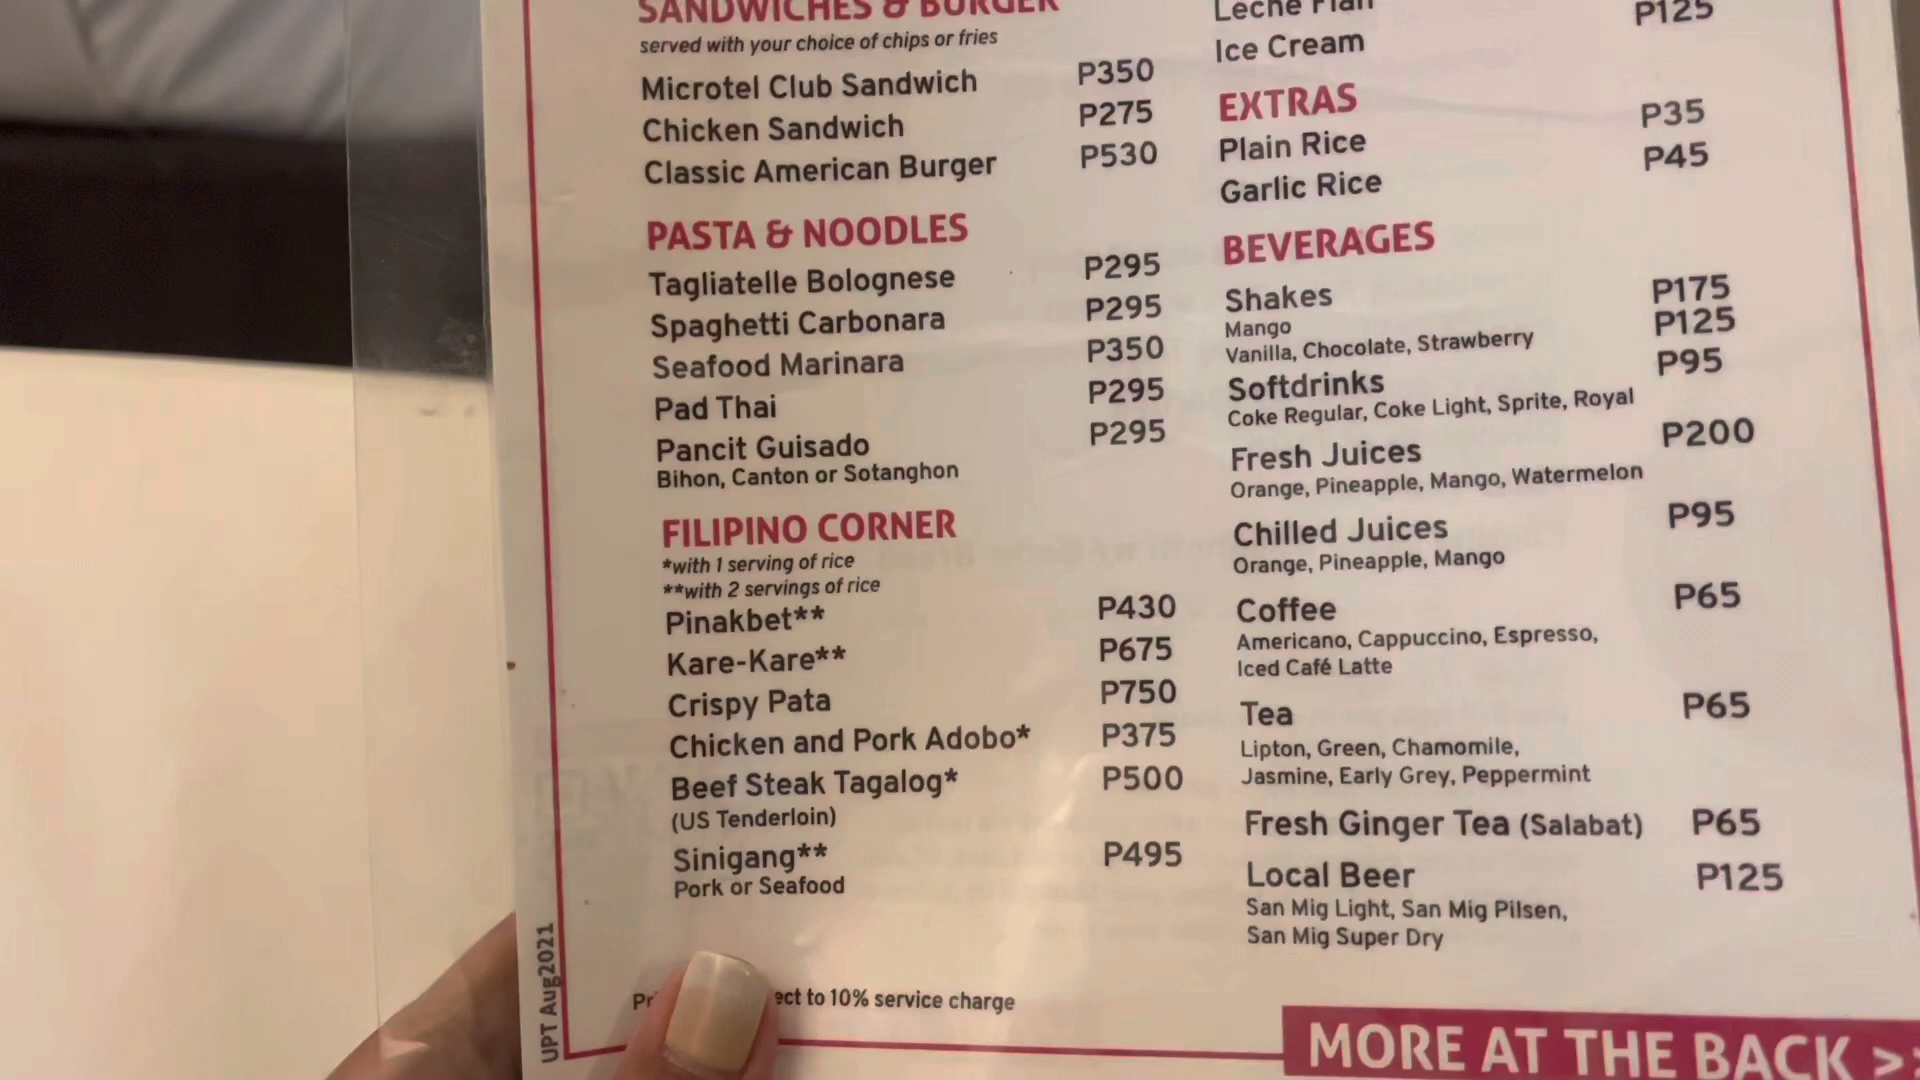 SANDWICHES & BURGER
served with your choice of chips or fries
Microtel Club Sandwich P350
Chicken Sandwich P275
Classic American Burger P530
PASTA & NOODLES
Tagliatelle Bolognese P295
Spaghetti Carbonara P295
Seafood Marinara P350
Pad Thai P295
Pancit Guisado P295
Bihon, Canton or Sotanghon
FILIPINO CORNER
*with 1 serving of rice
**with 2 servings of rice
Pinakbet** P430
Kare-Kare** P675
Crispy Pata P750
Chicken and Pork Adobo* P375
Beef Steak Tagalog* P500
(US Tenderloin)
Sinigang** P495
Pork or Seafood
to 10% service charge
UPT Aug2021
Leche Flan
Ice Cream P125
EXTRAS
Plain Rice P35
Garlic Rice P45
BEVERAGES
Shakes
Mango P175
Vanilla, Chocolate, Strawberry P125
Softdrinks P95
Coke Regular, Coke Light, Sprite, Royal
Fresh Juices P200
Orange, Pineapple, Mango, Watermelon
Chilled Juices P95
Orange, Pineapple, Mango
Coffee P65
Americano, Cappuccino, Espresso,
Iced Café Latte
Tea P65
Lipton, Green, Chamomile,
Jasmine, Early Grey, Peppermint
Fresh Ginger Tea (Salabat) P65
Local Beer P125
San Mig Light, San Mig Pilsen,
San Mig Super Dry
MORE AT THE BACK >>